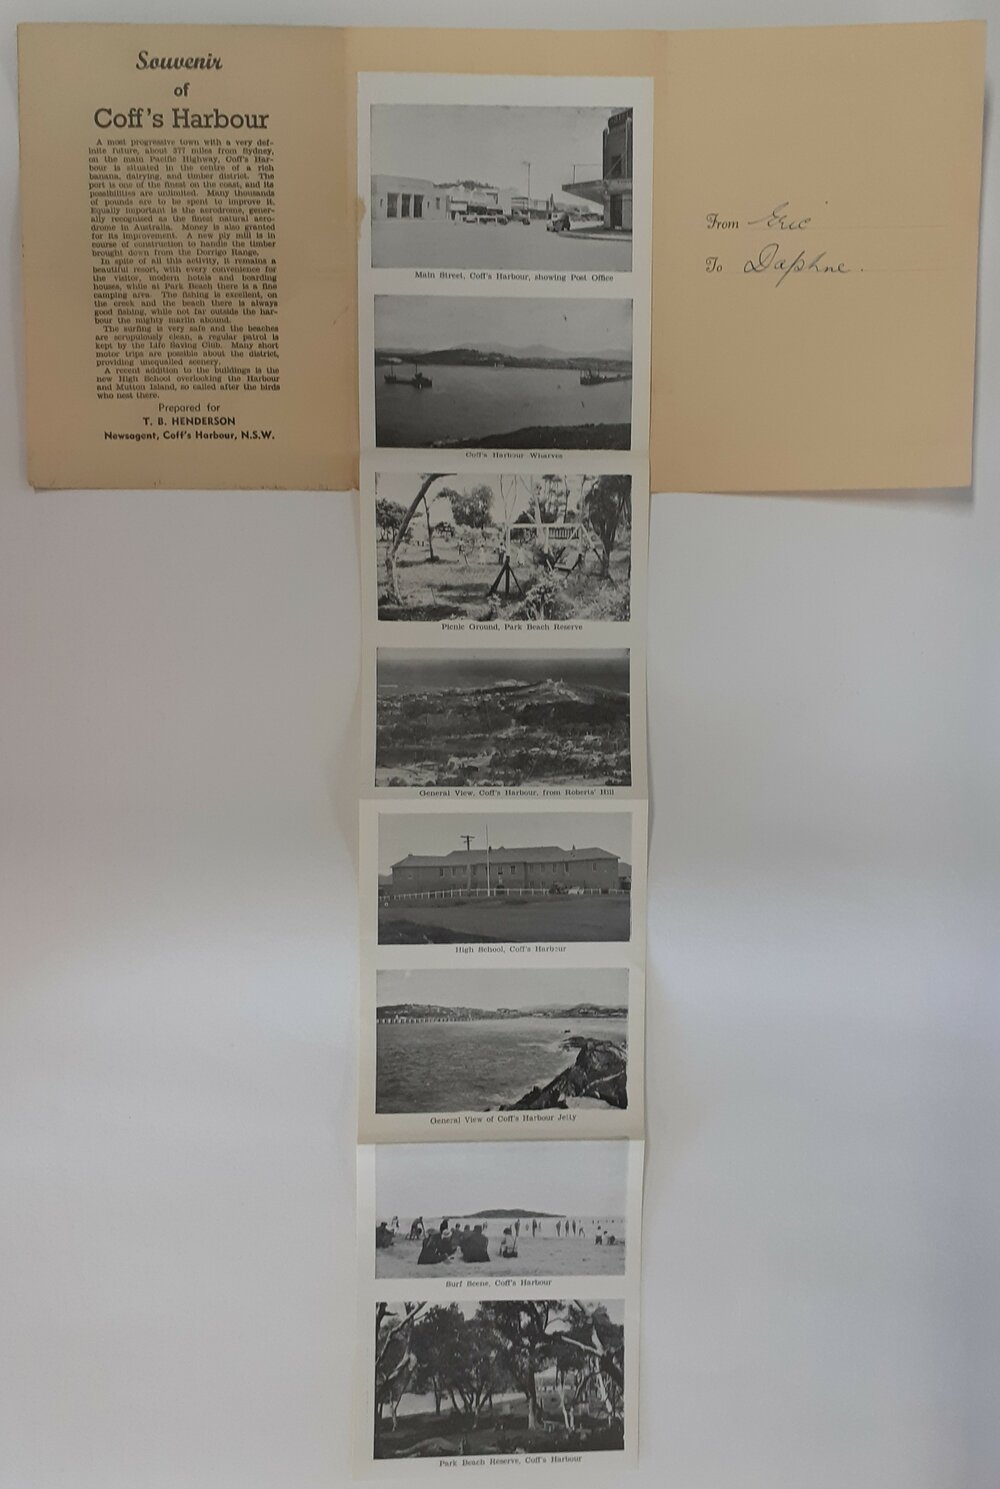 Souvenir
of
Coff's Harbour
A most progressive town with a very def-
inite future, about 377 miles from Sydney,
on the main Pacific Highway, Coff's Har-
bour is situated in the centre of a rich
banana, dairying, and timber district. The
port is one of the finest on the coast, and its
possibilities are unlimited. Many thousands
of pounds are to be spent to improve it.
Equally important is the aerodrome, gener-
ally recognised as the finest natural aero-
drome in Australia. Money is also granted
for its improvement. A new ply mill is in
course of construction to handle the timber
brought down from the Dorrigo Range.
In spite of all this activity, it remains a
beautiful resort, with every convenience for
the visitor, modern hotels and boarding
houses, while at Park Beach there is a fine
camping area. The fishing is excellent, on
the creek and the beach there is always
good fishing, while not far outside the har-
bour the mighty marlin abound.
The surfing is very safe and the beaches
are scrupulously clean, a regular patrol is
kept by the Life Saving Club. Many short
motor trips are possible about the district,
providing unequalled scenery.
A recent addition to the buildings is the
new High School overlooking the Harbour
and Mutton Island, so called after the birds
who nest there.
Prepared for
T. B. HENDERSON
Newsagent, Coff's Harbour, N.S.W.
Main Street, Coff's Harbour, showing Post Office
Coff's Harbour Wharves
Picnic Ground, Park Beach Reserve
General View, Coff's Harbour, from Roberts' Hill
High School, Coff's Harbour
General View of Coff's Harbour Jetty
Surf Scene, Coff's Harbour
Park Beach Reserve, Coff's Harbour
From Eric
To Daphne.